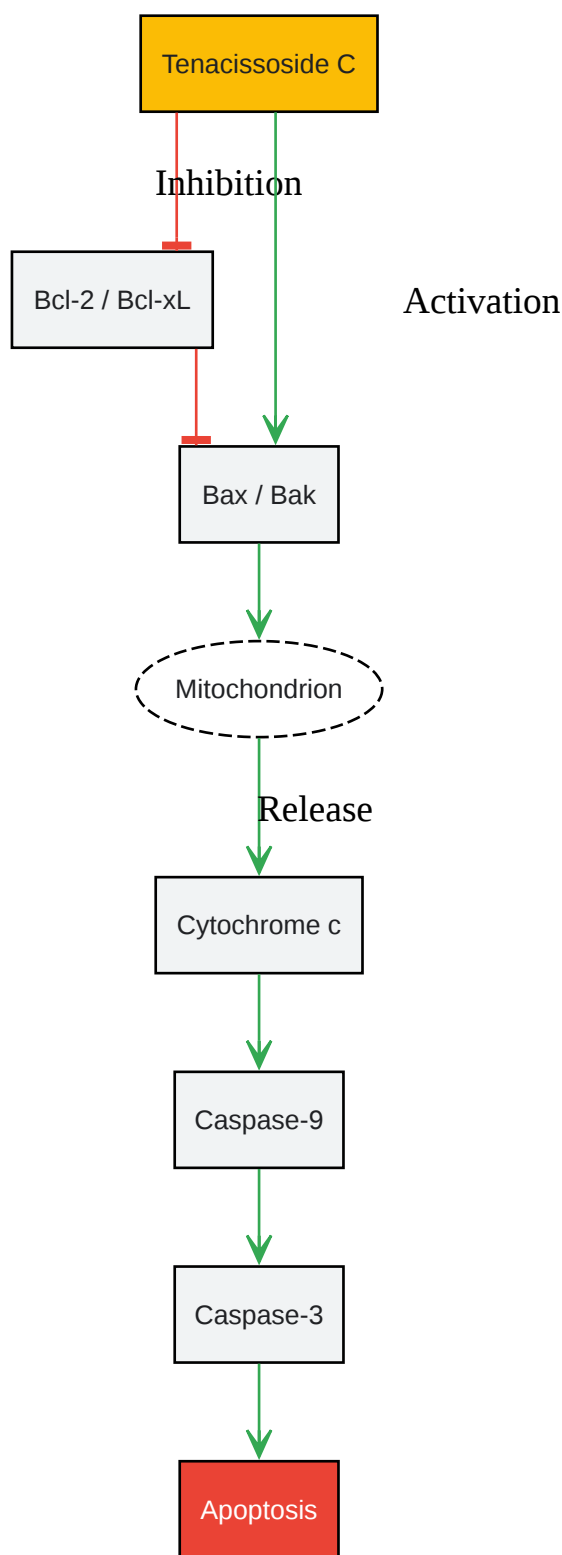 Tenacissoside C
Inhibition
Bcl-2 / Bcl-xL
Activation
Bax / Bak
Mitochondrion
Release
Cytochrome c
Caspase-9
Caspase-3
Apoptosis